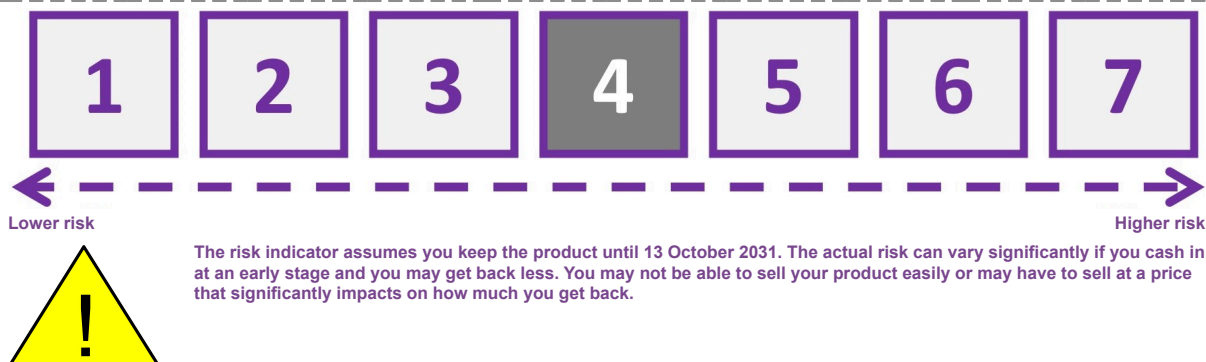 1 2 3 4 5 6 7
Lower risk Higher risk
The risk indicator assumes you keep the product until 13 October 2031. The actual risk can vary significantly if you cash in
at an early stage and you may get back less. You may not be able to sell your product easily or may have to sell at a price
that significantly impacts on how much you get back.
!